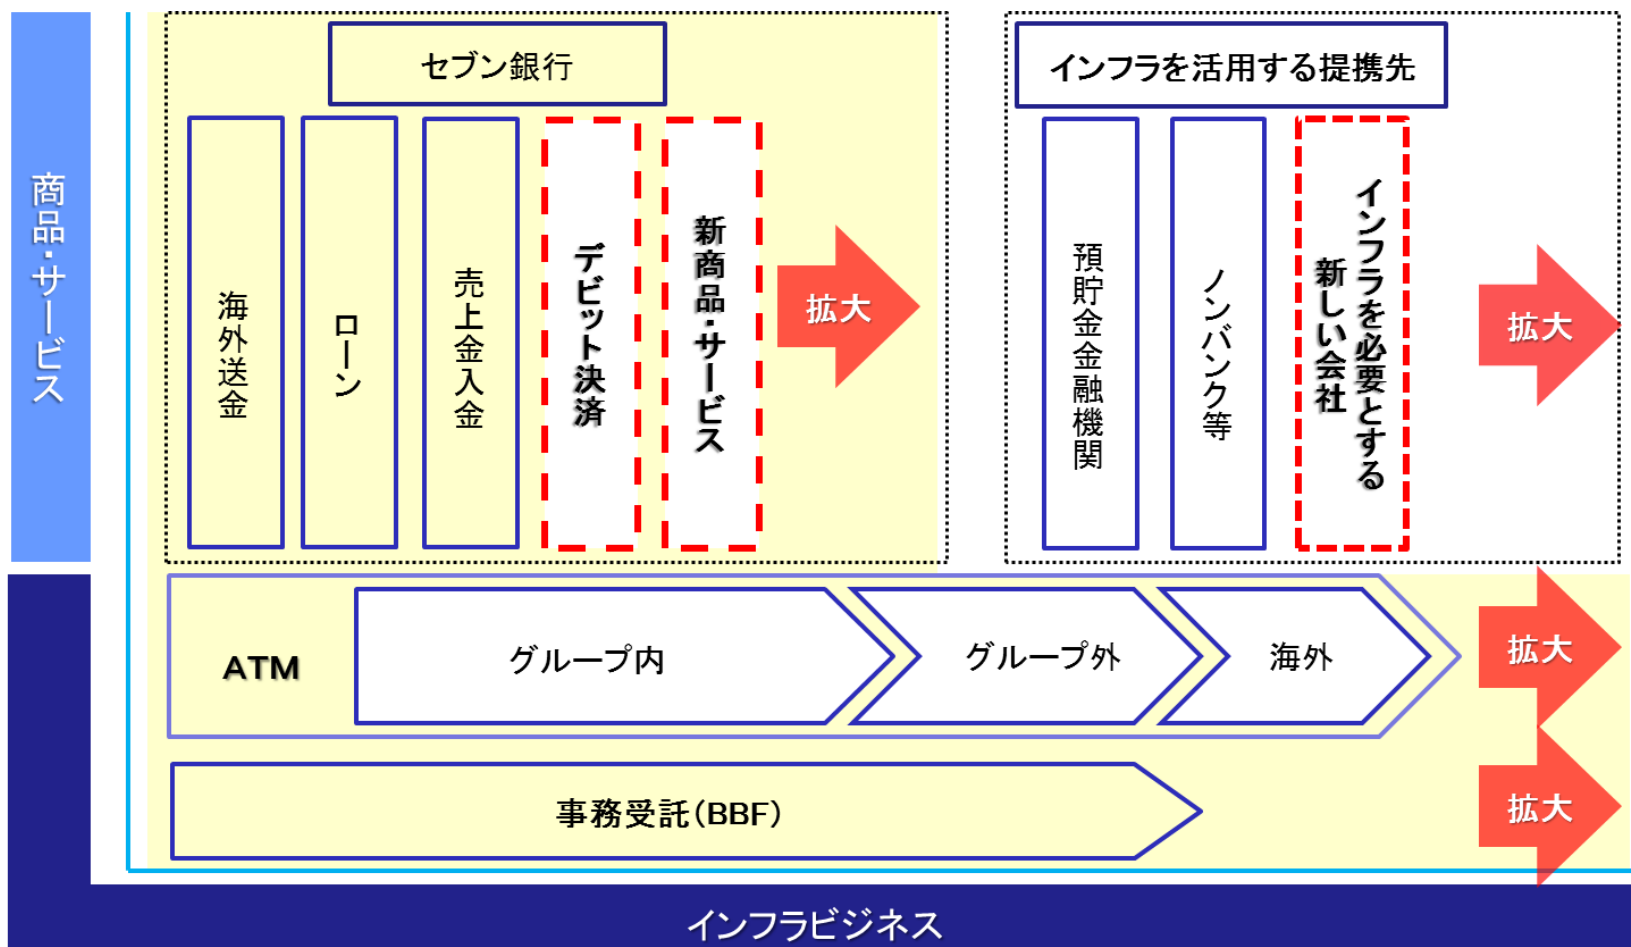 商品・サービス
セブン銀行
海外送金
ローン
売上金入金
デビット決済
新商品・サービス
拡大
インフラを活用する提携先
預貯金金融機関
ノンバンク等
インフラを必要とする
新しい会社
拡大
ATM
グループ内
グループ外
海外
拡大
事務受託(BBF)
拡大
インフラビジネス